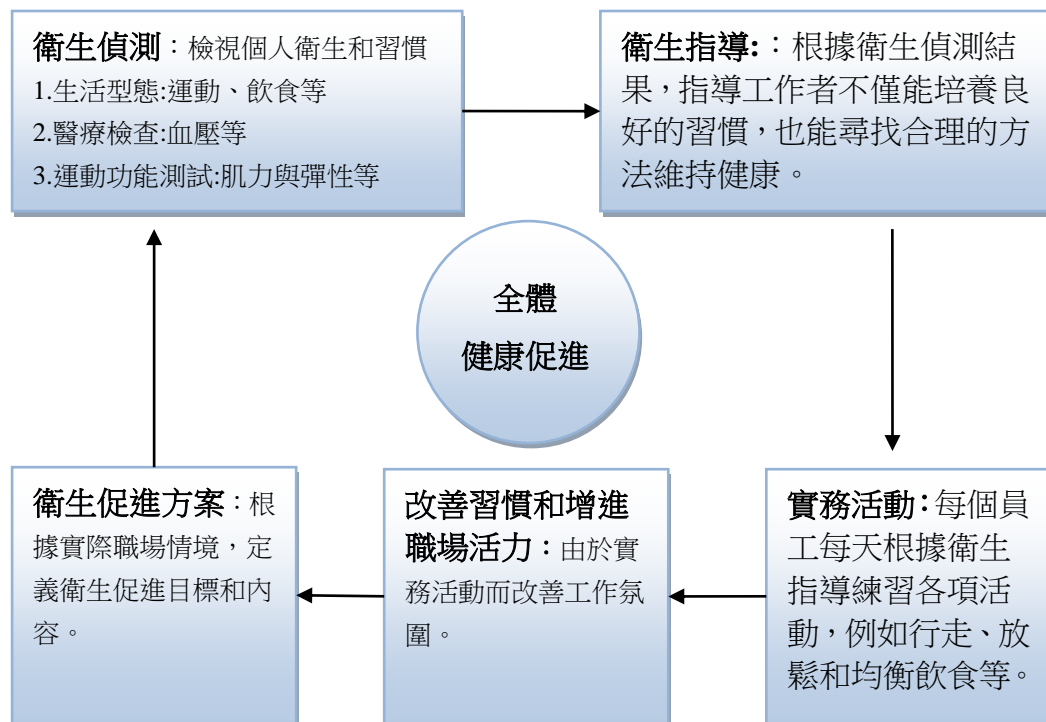 衛生偵測：檢視個人衛生和習慣
1.生活型態:運動、飲食等
2.醫療檢查:血壓等
3.運動功能測試:肌力與彈性等
衛生指導:：根據衛生偵測結
果，指導工作者不僅能培養良
好的習慣，也能尋找合理的方
法維持健康。
全體
健康促進
衛生促進方案：根
據實際職場情境，定
義衛生促進目標和內
容。
改善習慣和增進
職場活力：由於實
務活動而改善工作氛
圍。
實務活動：每個員
工每天根據衛生
指導練習各項活
動，例如行走、放
鬆和均衡飲食等。